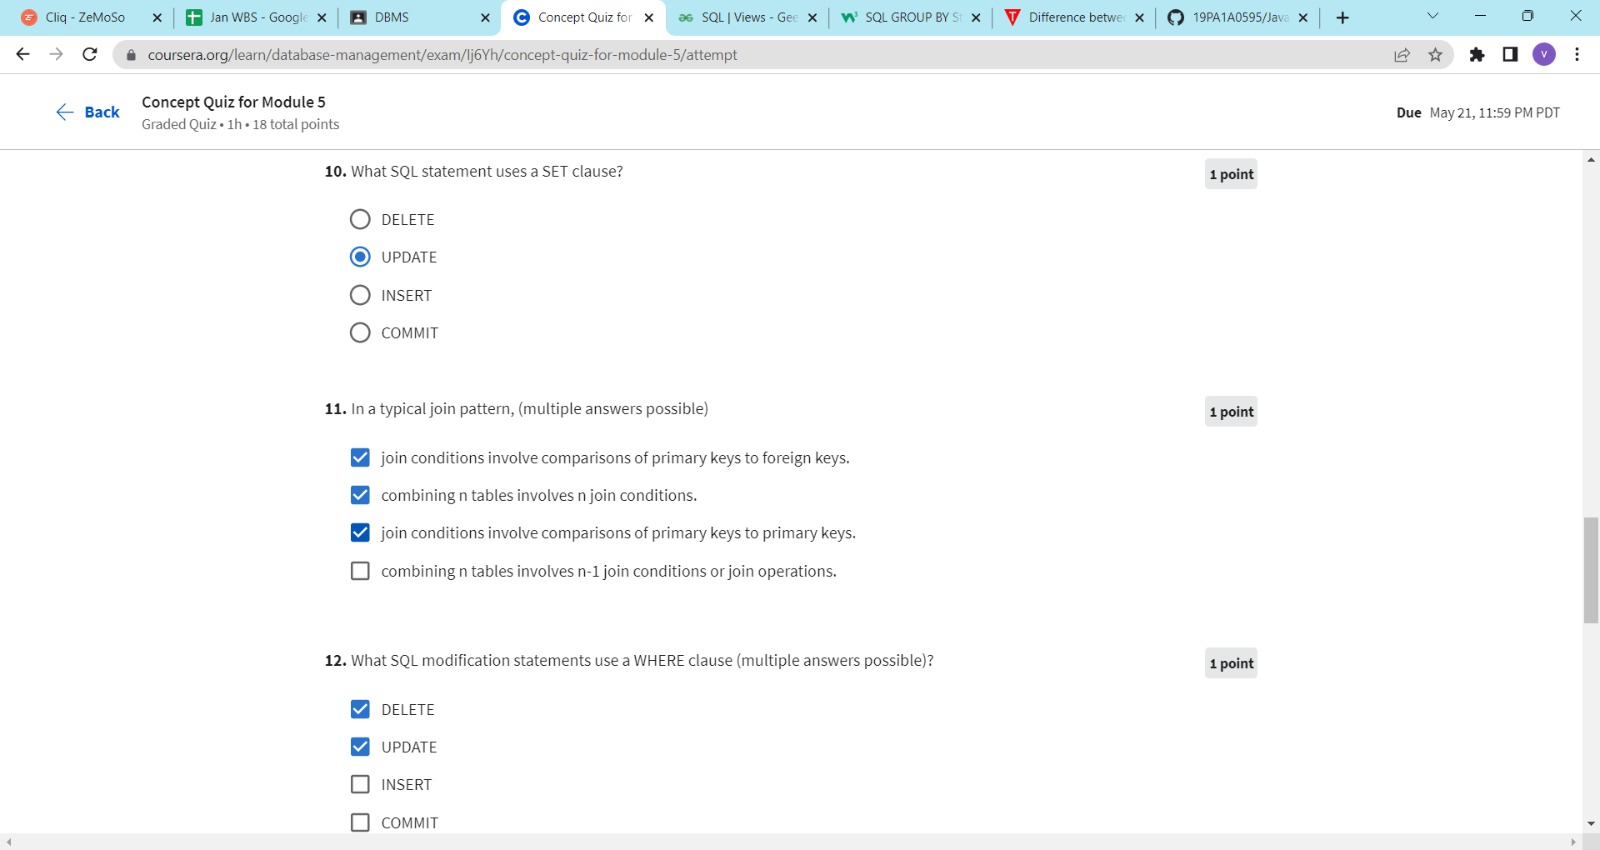 Cliq - ZeMoSo
Jan WBS - Google
DBMS
Concept Quiz for
SQL | Views - Gee
SQL GROUP BY St
Difference betwee
19PA1A0595/Java
coursera.org/learn/database-management/exam/lj6Yh/concept-quiz-for-module-5/attempt
V
Back
Concept Quiz for Module 5
Graded Quiz • 1h • 18 total points
Due May 21, 11:59 PM PDT
10. What SQL statement uses a SET clause?
1 point
DELETE
UPDATE
INSERT
COMMIT
11. In a typical join pattern, (multiple answers possible)
1 point
join conditions involve comparisons of primary keys to foreign keys.
combining n tables involves n join conditions.
join conditions involve comparisons of primary keys to primary keys.
combining n tables involves n-1 join conditions or join operations.
12. What SQL modification statements use a WHERE clause (multiple answers possible)?
1 point
DELETE
UPDATE
INSERT
COMMIT